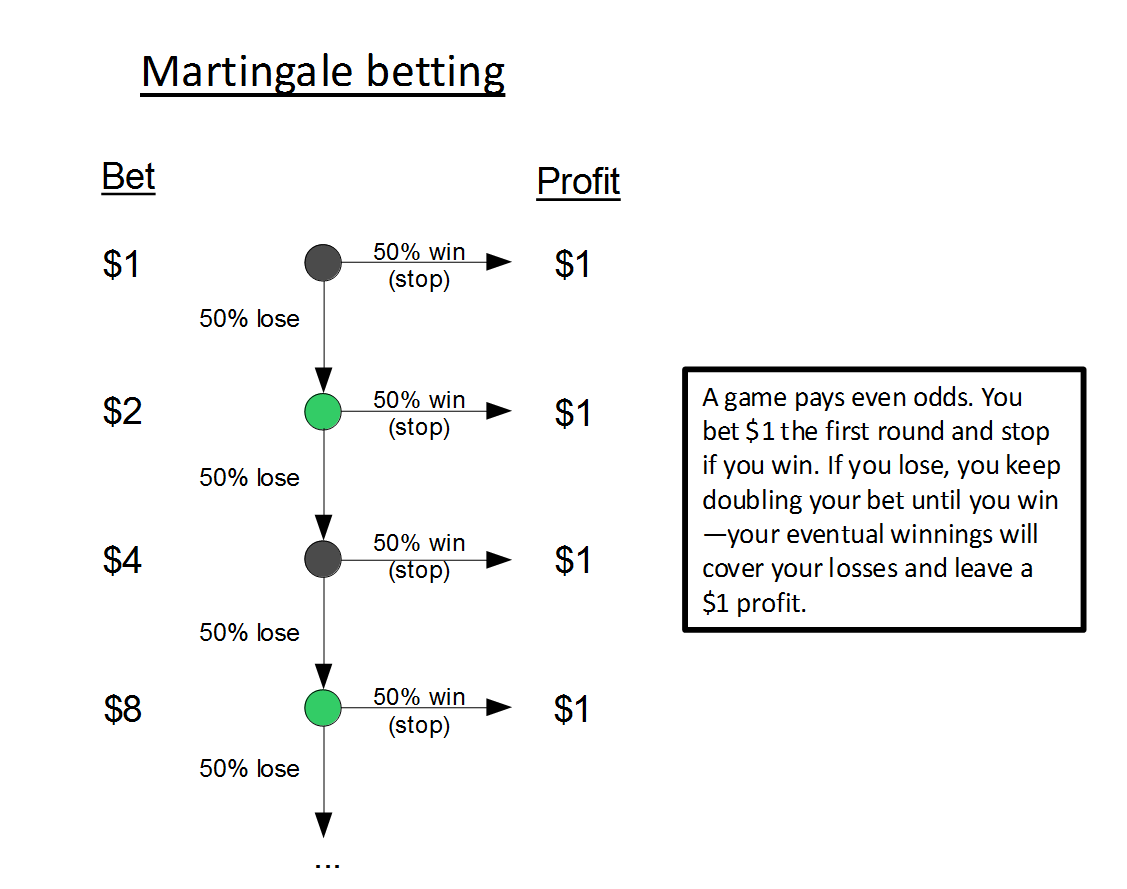 Martingale betting
Bet
Profit
$1
50% win
(stop)
$1
50% lose
$2
50% win
(stop)
$1
50% lose
$4
50% win
(stop)
$1
50% lose
$8
50% win
(stop)
$1
50% lose
...
A game pays even odds. You
bet $1 the first round and stop
if you win. If you lose, you keep
doubling your bet until you win
—your eventual winnings will
cover your losses and leave a
$1 profit.